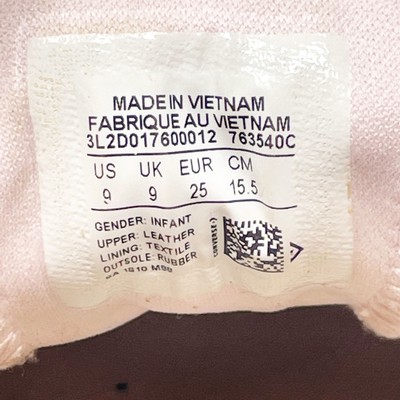 MADE IN VIETNAM
FABRIQUE AU VIETNAM
3L2D017600012 763540C
US UK EUR CM
9 9 25 15.5
GENDER: INFANT
UPPER: LEATHER
LINING: TEXTILE
OUTSOLE: RUBBER
CONVERSE